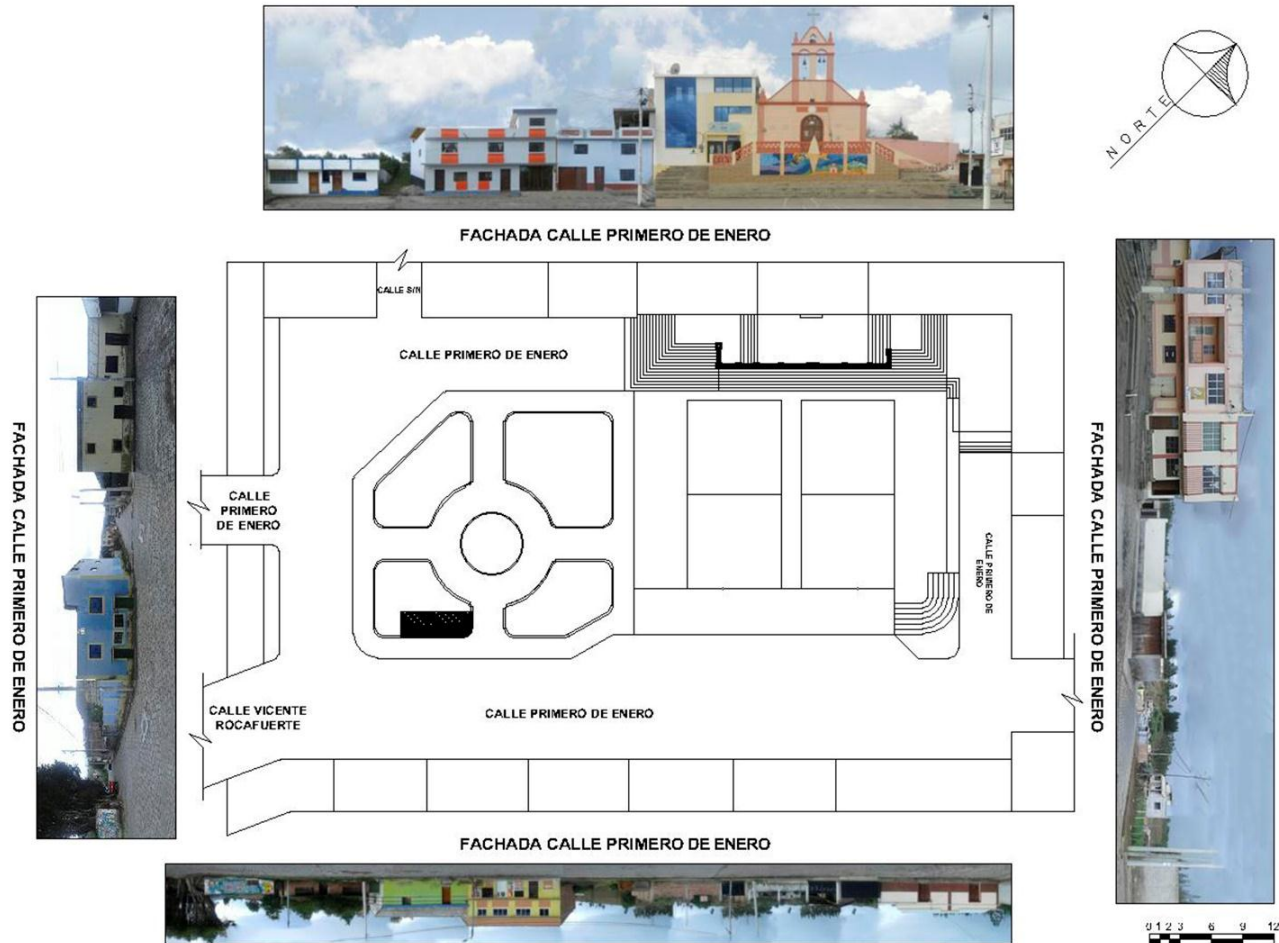 NORTE
FACHADA CALLE PRIMERO DE ENERO
CALLE S/N
CALLE PRIMERO DE ENERO
FACHADA CALLE PRIMERO DE ENERO
CALLE
PRIMERO
DE ENERO
CALLE PRIMERO DE
ENERO
FACHADA CALLE PRIMERO DE ENERO
CALLE VICENTE
ROCAFUERTE
CALLE PRIMERO DE ENERO
FACHADA CALLE PRIMERO DE ENERO
0 1 2 3 6 9 12